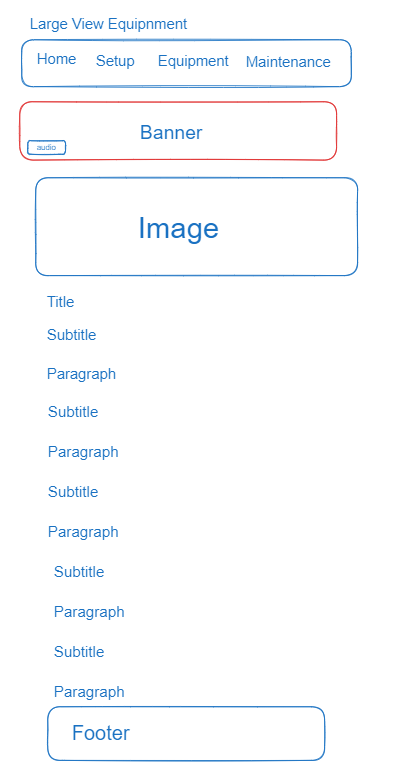 Large View Equipnment
Home Setup Equipment Maintenance
Banner
audio
Image
Title
Subtitle
Paragraph
Subtitle
Paragraph
Subtitle
Paragraph
Subtitle
Paragraph
Subtitle
Paragraph
Footer